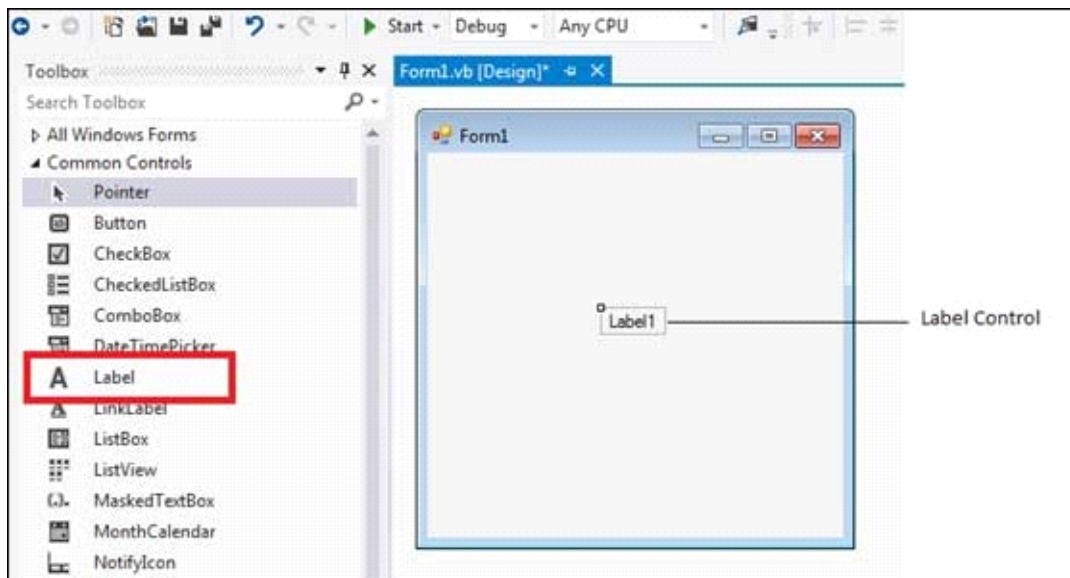 Start Debug Any CPU
Toolbox
Form1.vb [Design]*
Search Toolbox
All Windows Forms
Common Controls
Pointer
Button
CheckBox
CheckedListBox
ComboBox
DateTimePicker
A Label
A LinkLabel
ListBox
ListView
(.). MaskedTextBox
MonthCalendar
NotifyIcon
Form1
Label1
Label Control